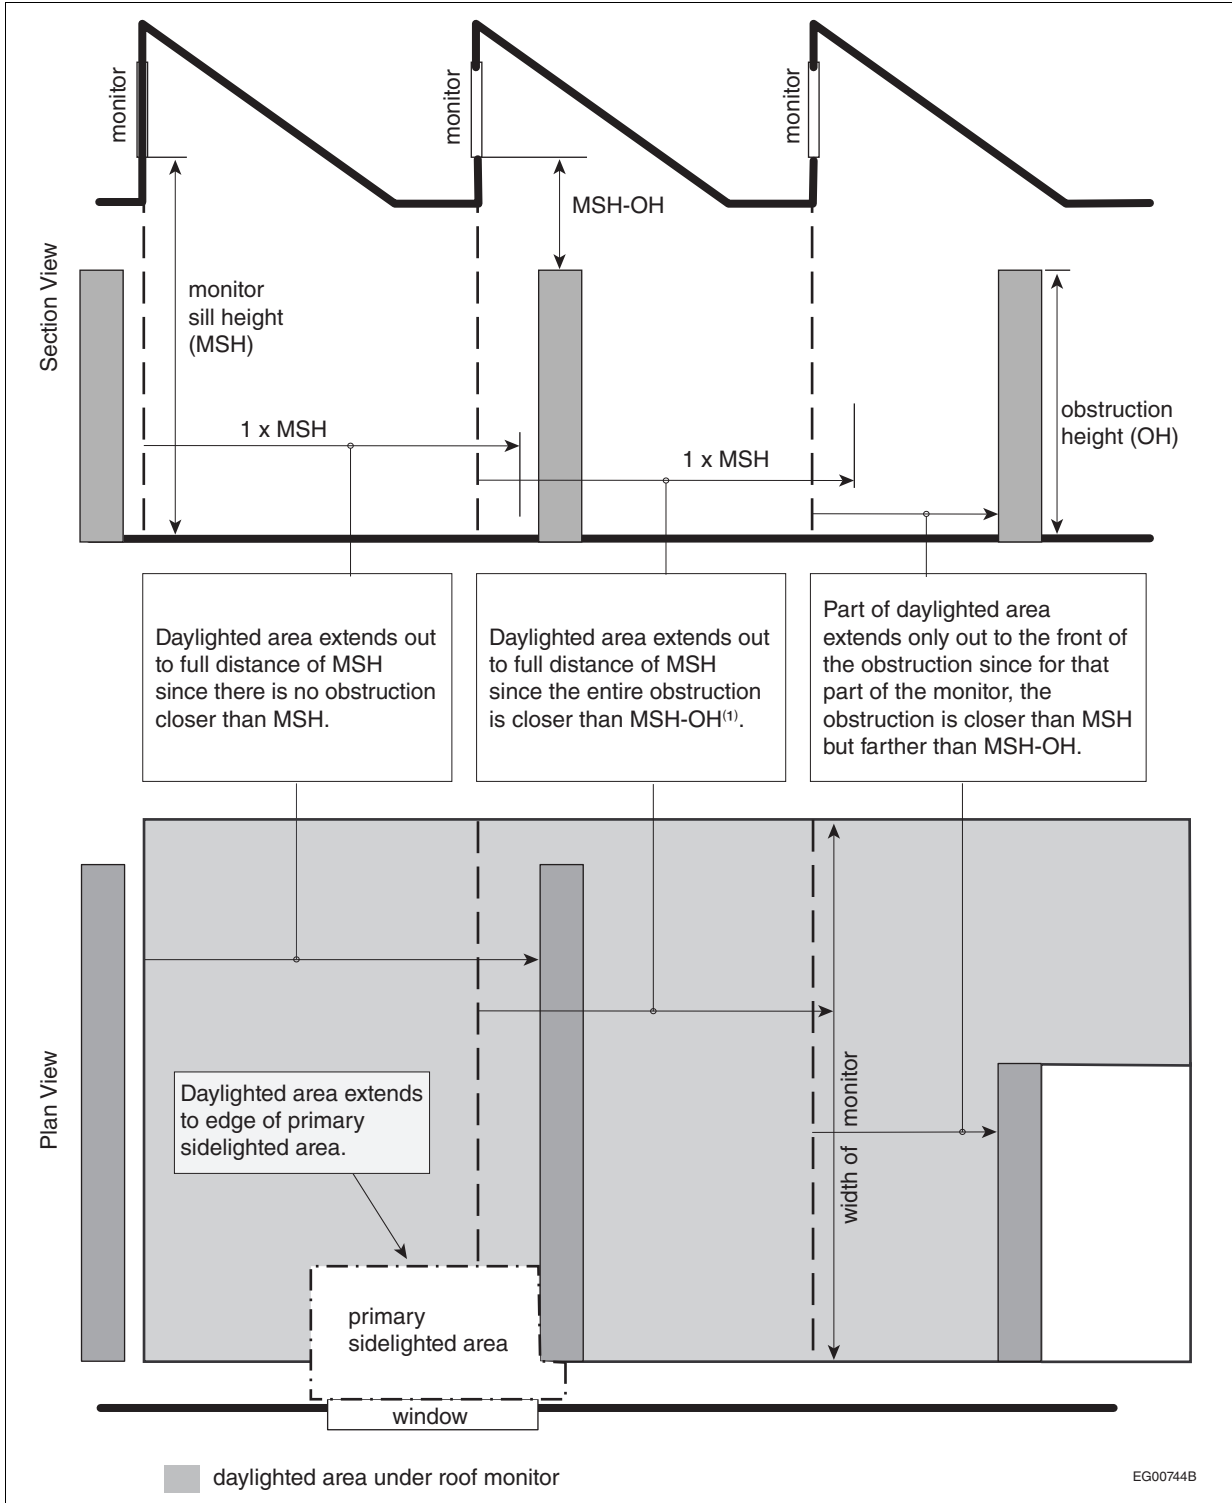 monitor
monitor
monitor
MSH-OH
Section View
monitor
sill height
(MSH)
1 x MSH
1 x MSH
obstruction
height (OH)
Daylighted area extends out
to full distance of MSH
since there is no obstruction
closer than MSH.
Daylighted area extends out
to full distance of MSH
since the entire obstruction
is closer than MSH-OH(1).
Part of daylighted area
extends only out to the front of
the obstruction since for that
part of the monitor, the
obstruction is closer than MSH
but farther than MSH-OH.
Plan View
Daylighted area extends
to edge of primary
sidelighted area.
width of monitor
primary
sidelighted area
window
daylighted area under roof monitor
EG00744B